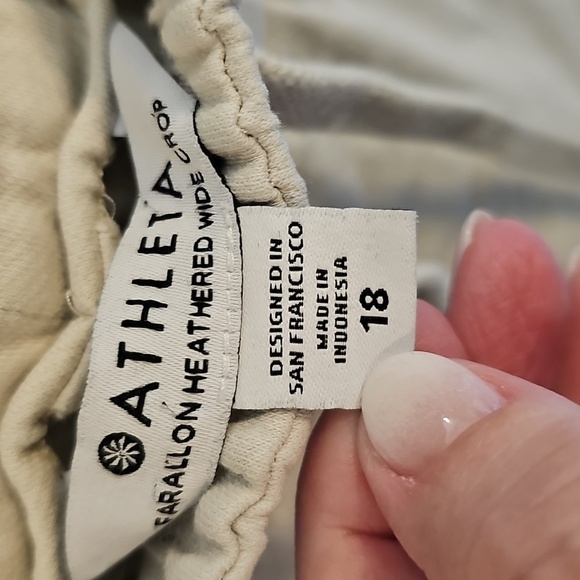 ATHLETA
FARALLON HEATHERED WIDE CROP
DESIGNED IN
SAN FRANCISCO
MADE IN
INDONESIA
18